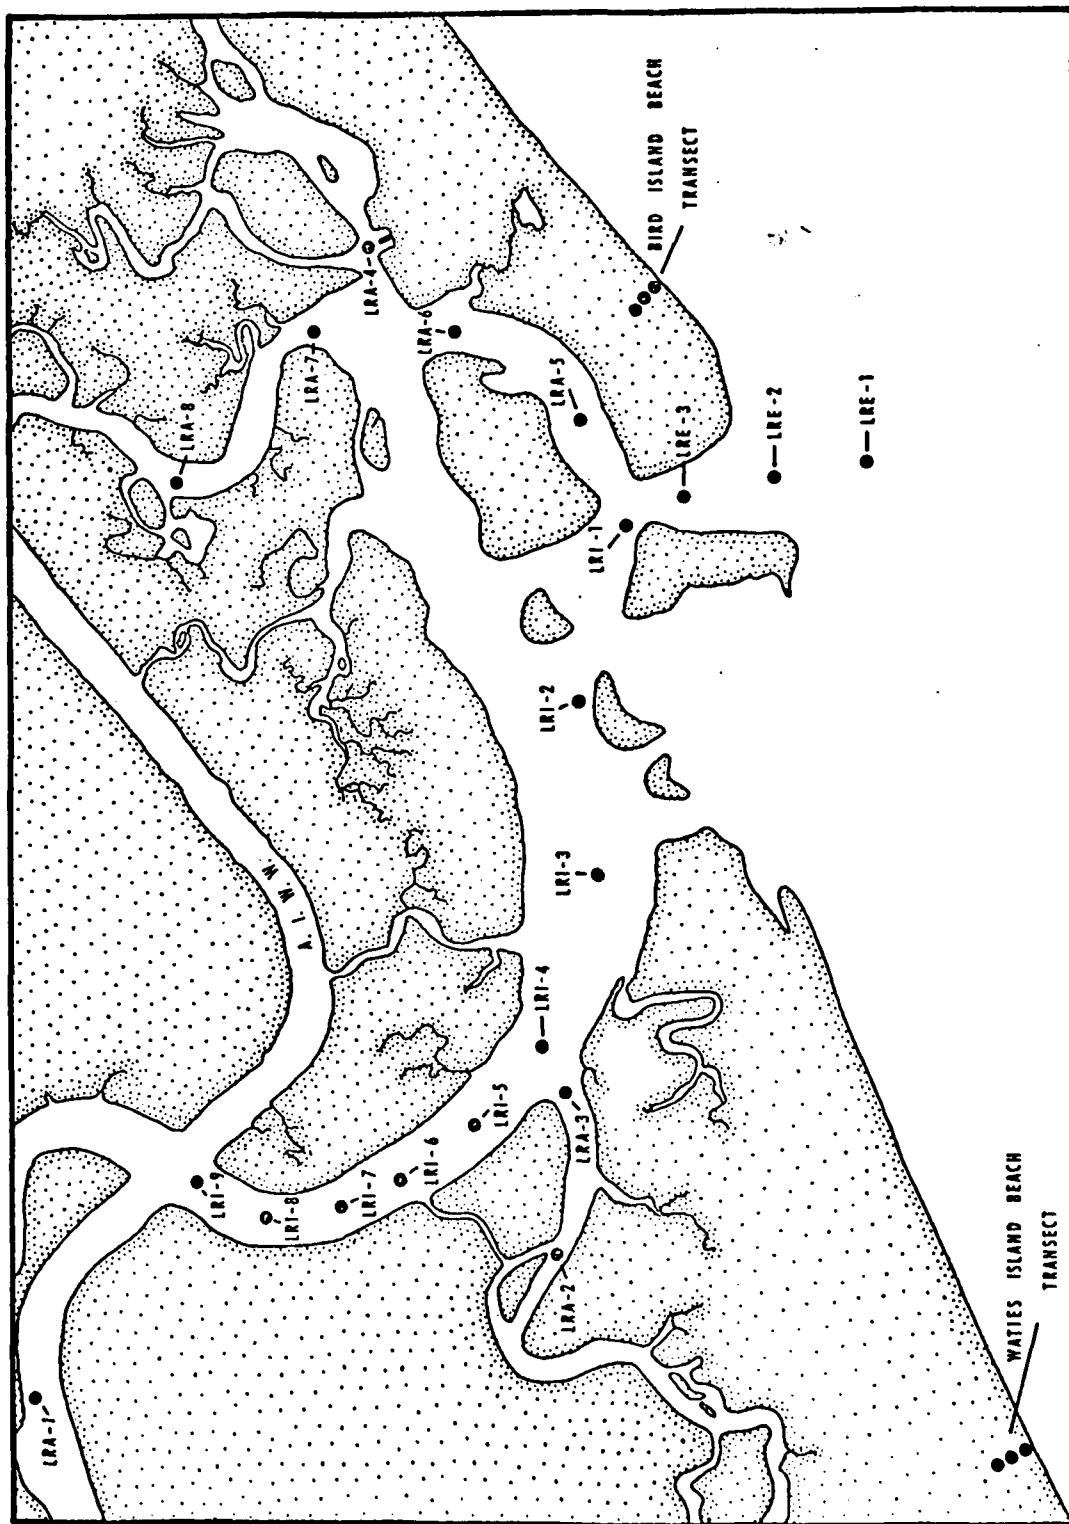 BIRD ISLAND BEACH
TRANSECT
LRA-4
LRA-7
LRA-6
LRA-8
LRA-5
LRE-3
LRE-2
LRE-1
LRI-1
LRI-2
LRI-3
A.I.W.W
LRI-4
LRI-5
LRA-3
LRI-6
LRI-7
LRI-8
LRI-9
LRA-2
LRA-1
WATIES ISLAND BEACH
TRANSECT